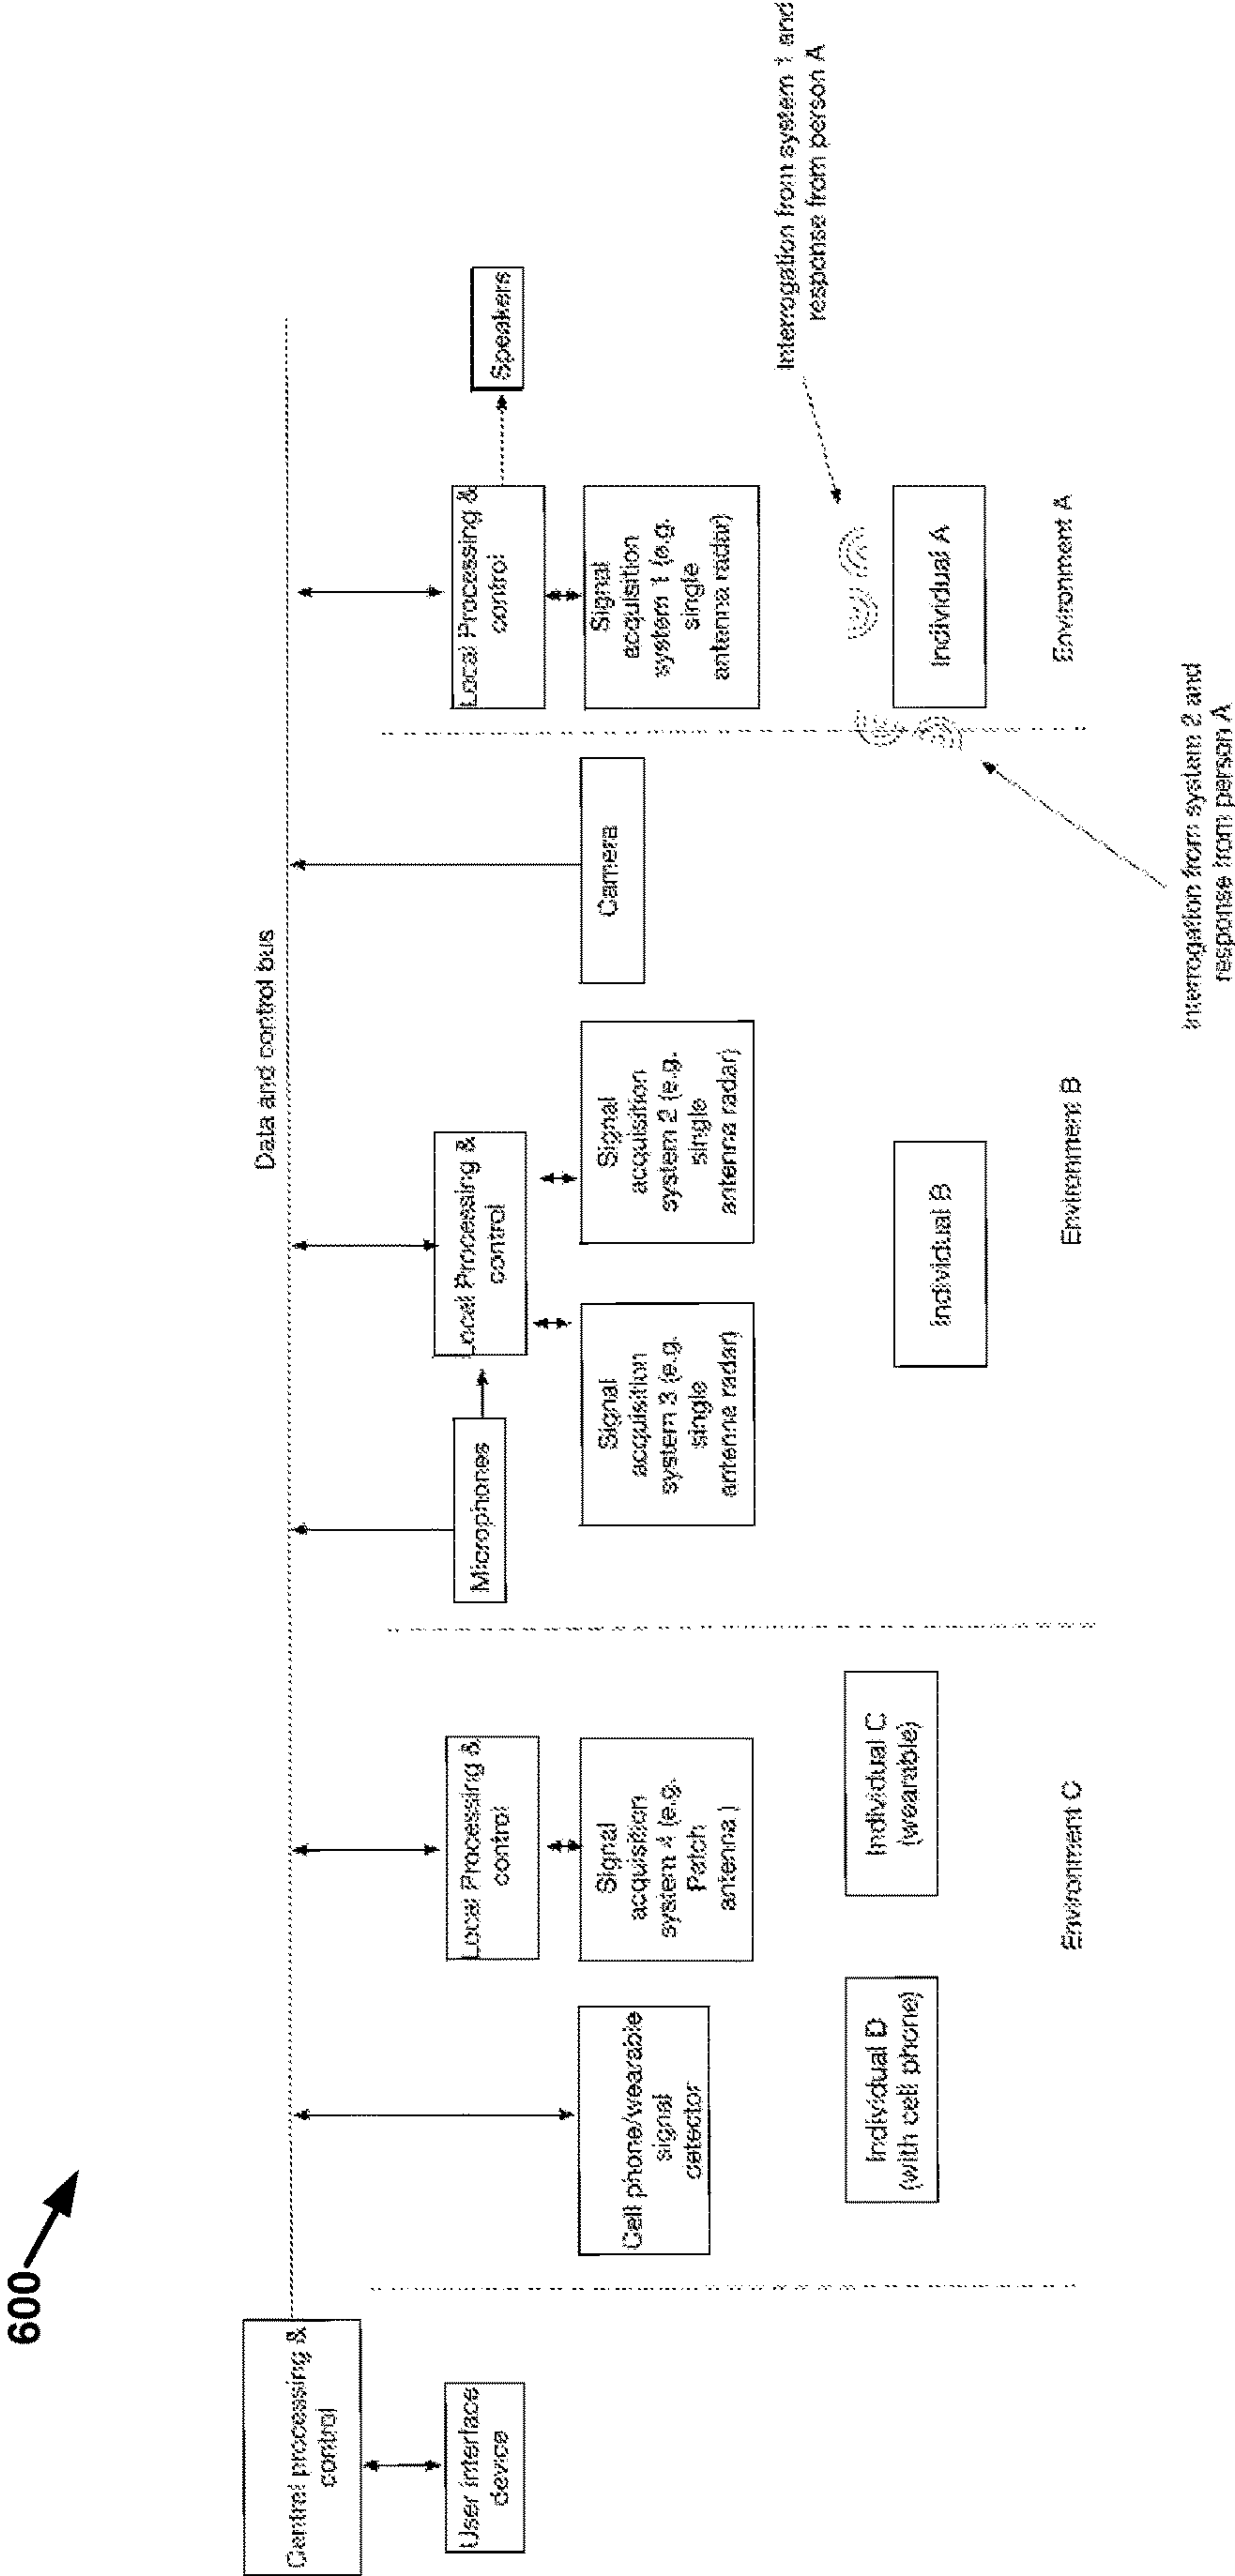 600
Central processing &
control
User interface
device
Data and control bus
Cell phone/wearable
signal
detector
Individual D
(with cell phone)
Local Processing &
control
Signal
acquisition
system 4 (e.g.
Patch
antenna )
Individual C
(wearable)
Environment C
Microphones
Local Processing &
control
Signal
acquisition
system 3 (e.g.
single
antenna radar)
Signal
acquisition
system 2 (e.g.
single
antenna radar)
Individual B
Environment B
Camera
Local Processing &
control
Speakers
Signal
acquisition
system 1 (e.g.
single
antenna radar)
Individual A
Environment A
Interrogation from system 1 and
response from person A
Interrogation from system 2 and
response from person A